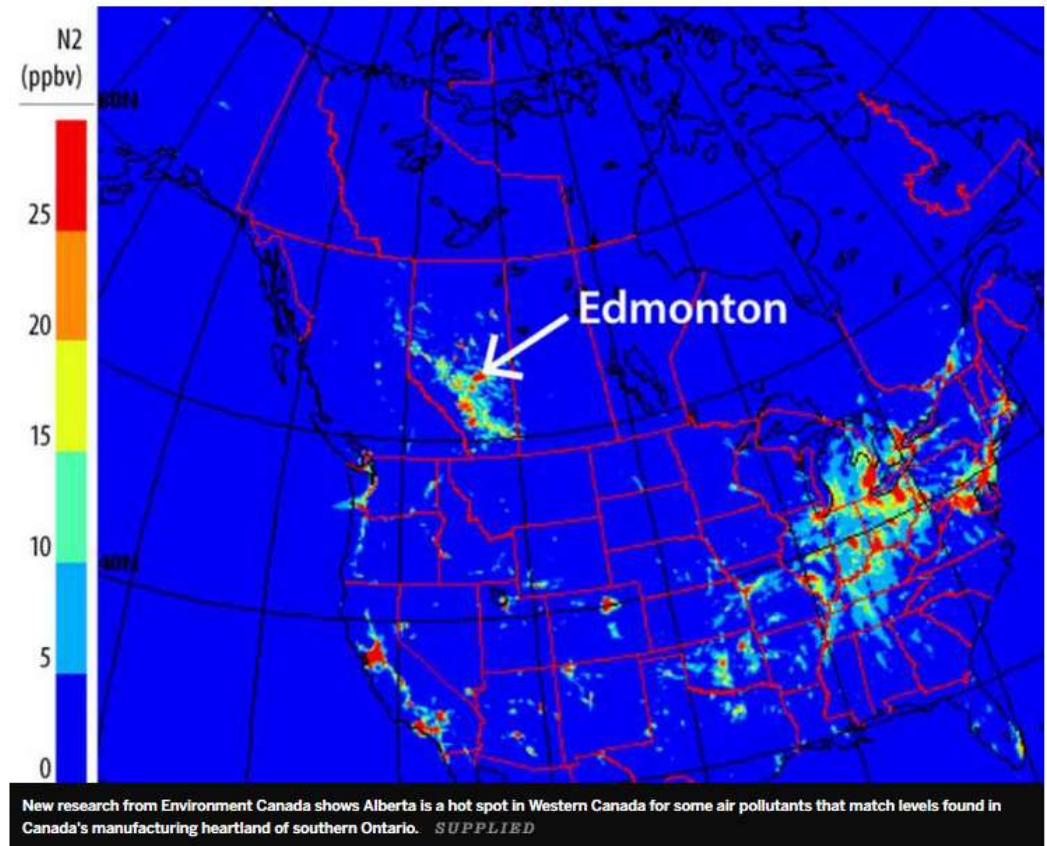 N2
(ppbv)
60N
25
20
Edmonton
15
10
40N
5
0
New research from Environment Canada shows Alberta is a hot spot in Western Canada for some air pollutants that match levels found in
Canada's manufacturing heartland of southern Ontario. SUPPLIED